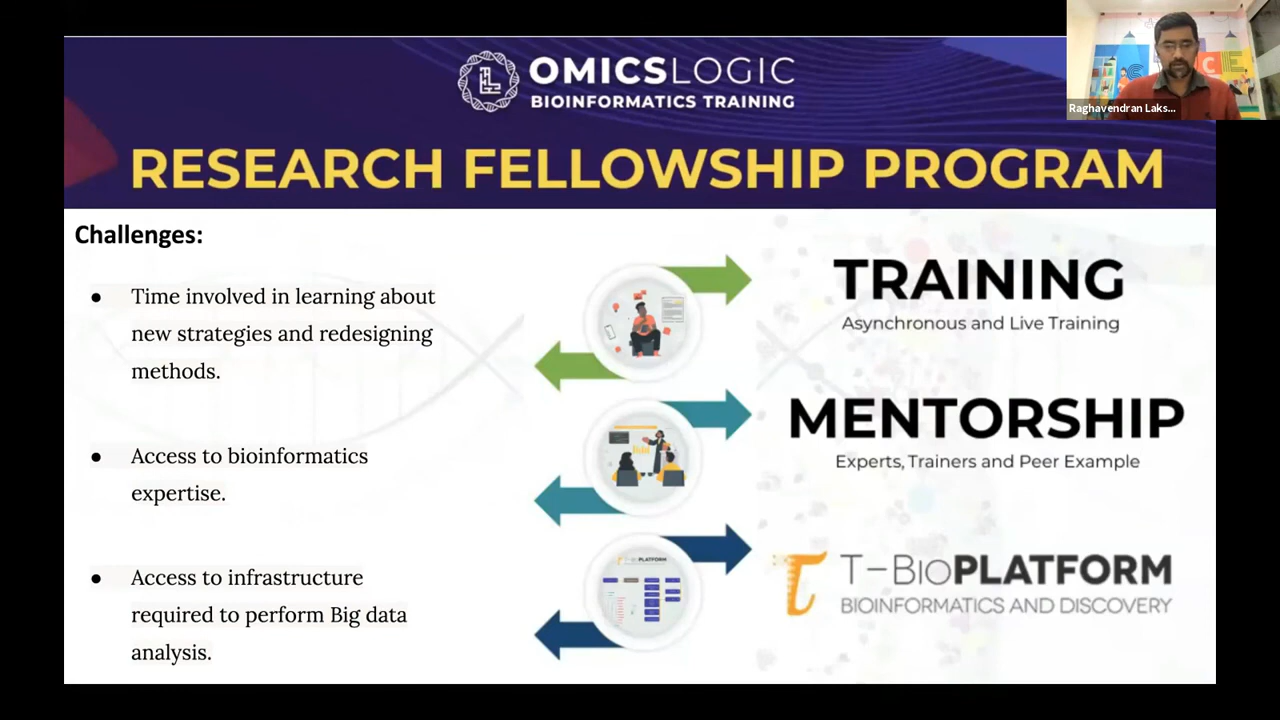 OMICSLOGIC
BIOINFORMATICS TRAINING
Raghavendran Laks...
RESEARCH FELLOWSHIP PROGRAM
Challenges:
● Time involved in learning about
new strategies and redesigning
methods.
● Access to bioinformatics
expertise.
● Access to infrastructure
required to perform Big data
analysis.
TRAINING
Asynchronous and Live Training
MENTORSHIP
Experts, Trainers and Peer Example
T-BioPLATFORM
BIOINFORMATICS AND DISCOVERY